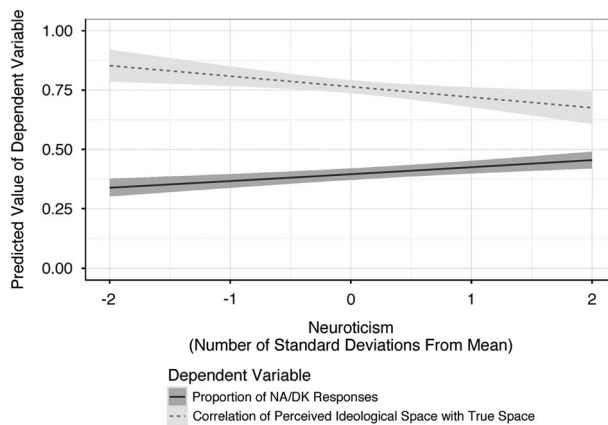 Predicted Value of Dependent Variable
1.00
0.75
0.50
0.25
0.00
-2
-1
0
1
2
Neuroticism
(Number of Standard Deviations From Mean)
Dependent Variable
Proportion of NA/DK Responses
Correlation of Perceived Ideological Space with True Space